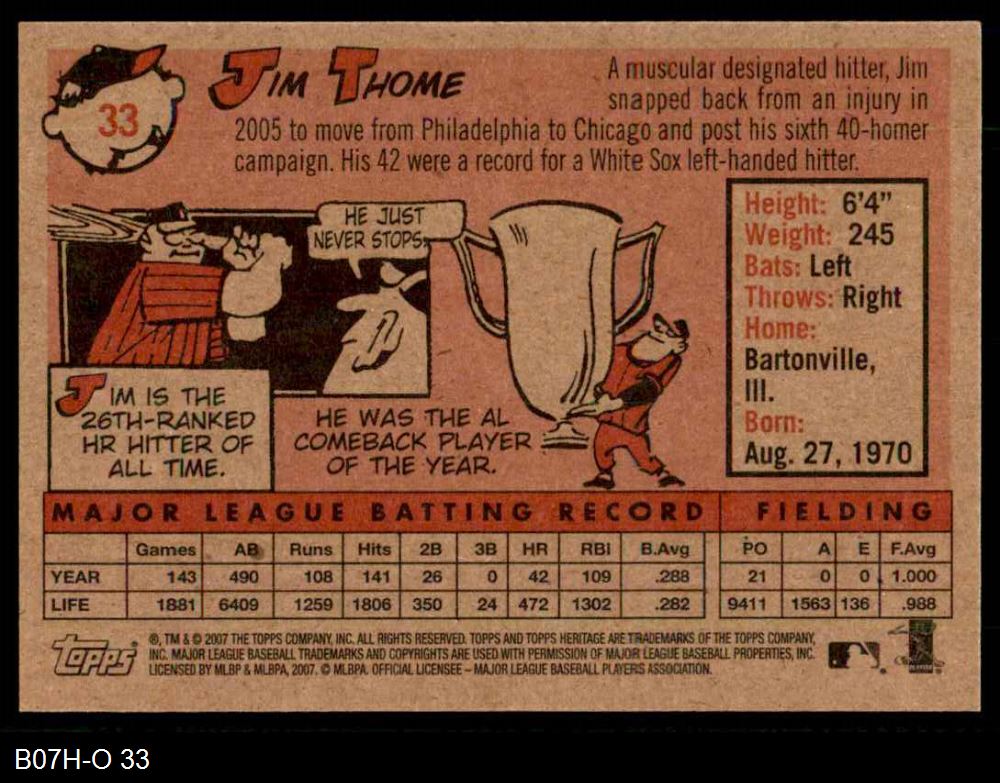 33
JIM THOME
A muscular designated hitter, Jim
snapped back from an injury in
2005 to move from Philadelphia to Chicago and post his sixth 40-homer
campaign. His 42 were a record for a White Sox left-handed hitter.
HE JUST
NEVER STOPS.
JIM IS THE
26TH-RANKED
HR HITTER OF
ALL TIME.
HE WAS THE AL
COMEBACK PLAYER
OF THE YEAR.
Height: 6'4"
Weight: 245
Bats: Left
Throws: Right
Home:
Bartonville,
Ill.
Born:
Aug. 27, 1970
MAJOR LEAGUE BATTING RECORD FIELDING
Games AB Runs Hits 2B 3B HR RBI B.Avg PO A E F.Avg
YEAR 143 490 108 141 26 0 42 109 .288 21 0 0 1.000
LIFE 1881 6409 1259 1806 350 24 472 1302 .282 9411 1563 136 .988
Topps
®, TM & © 2007 THE TOPPS COMPANY, INC. ALL RIGHTS RESERVED. TOPPS AND TOPPS HERITAGE ARE TRADEMARKS OF THE TOPPS COMPANY,
INC. MAJOR LEAGUE BASEBALL TRADEMARKS AND COPYRIGHTS ARE USED WITH PERMISSION OF MAJOR LEAGUE BASEBALL PROPERTIES, INC.
LICENSED BY MLBP & MLBPA, 2007. © MLBPA. OFFICIAL LICENSEE – MAJOR LEAGUE BASEBALL PLAYERS ASSOCIATION.
B07H-O 33